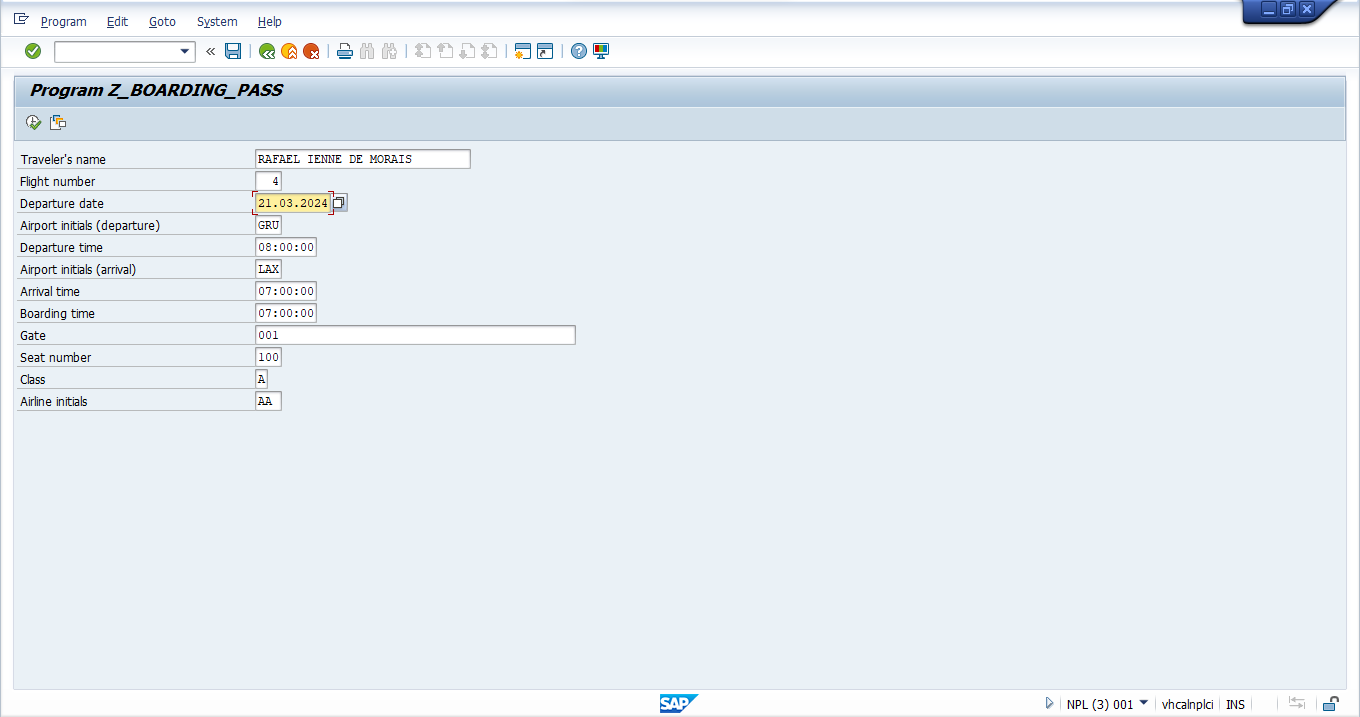 Program Edit Goto System Help
«
Program Z_BOARDING_PASS
Traveler's name RAFAEL IENNE DE MORAIS
Flight number 4
Departure date 21.03.2024
Airport initials (departure) GRU
Departure time 08:00:00
Airport initials (arrival) LAX
Arrival time 07:00:00
Boarding time 07:00:00
Gate 001
Seat number 100
Class A
Airline initials AA
SAP NPL (3) 001 vhcalnplci INS